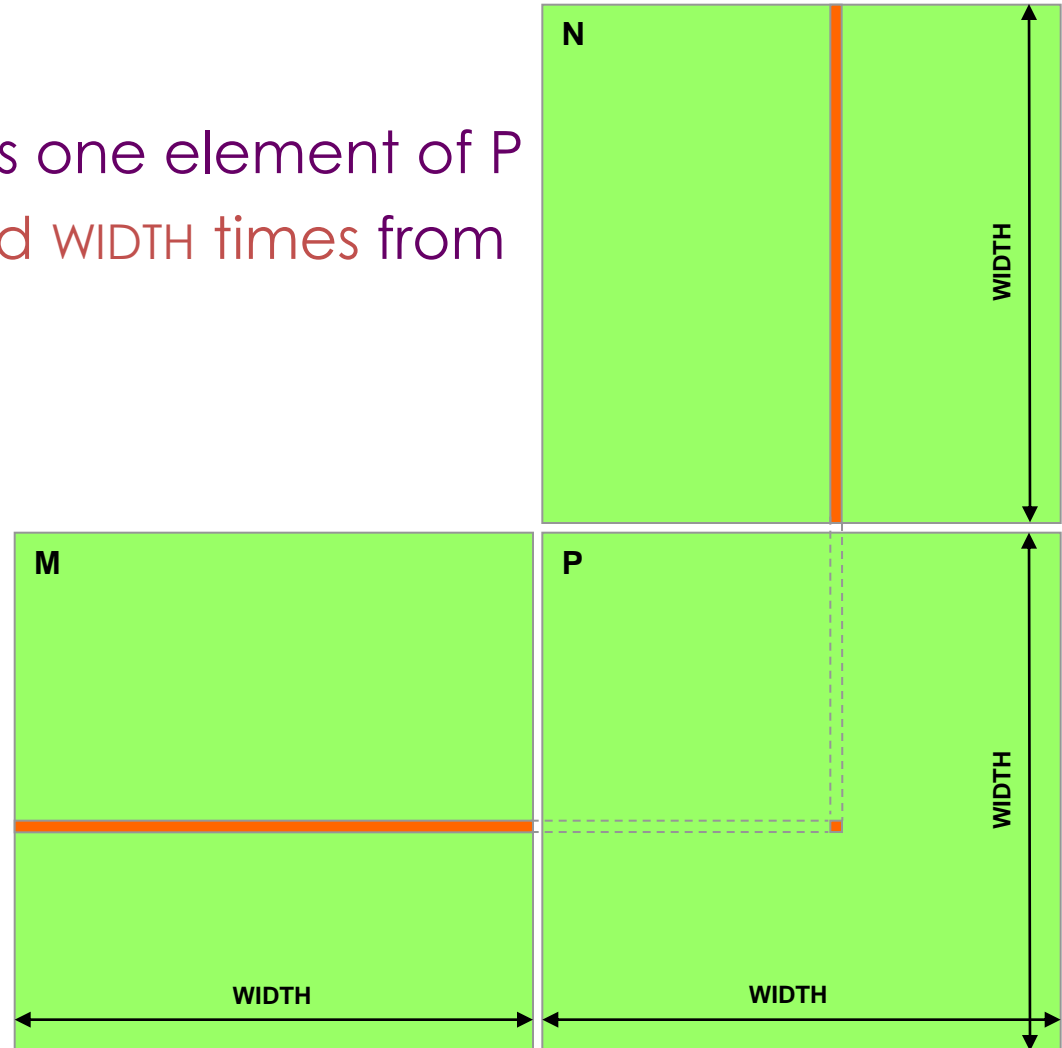 N
s one element of P
d WIDTH times from
WIDTH
M
P
WIDTH
WIDTH
WIDTH